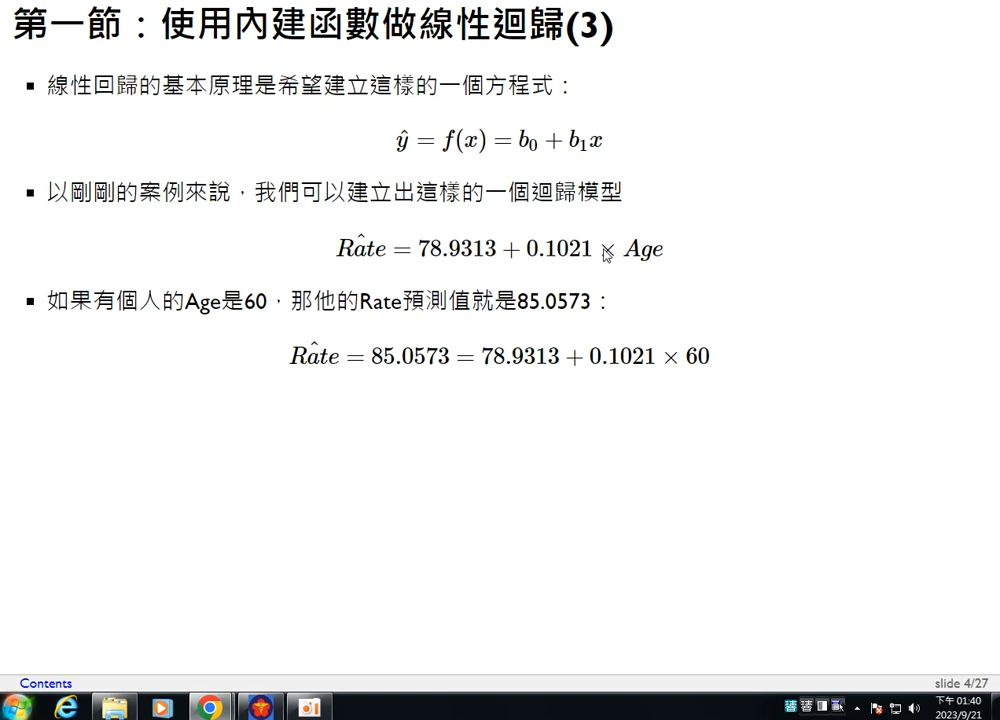 第一節：使用內建函數做線性迴歸(3)
線性回歸的基本原理是希望建立這樣的一個方程式：
ŷ = f(x) = b₀ + b₁x
以剛剛的案例來說，我們可以建立出這樣的一個迴歸模型
Râte = 78.9313 + 0.1021 × Age
如果有個人的Age是60，那他的Rate預測值就是85.0573：
Râte = 85.0573 = 78.9313 + 0.1021 × 60
Contents
slide 4/27
下午 01:40
2023/9/21